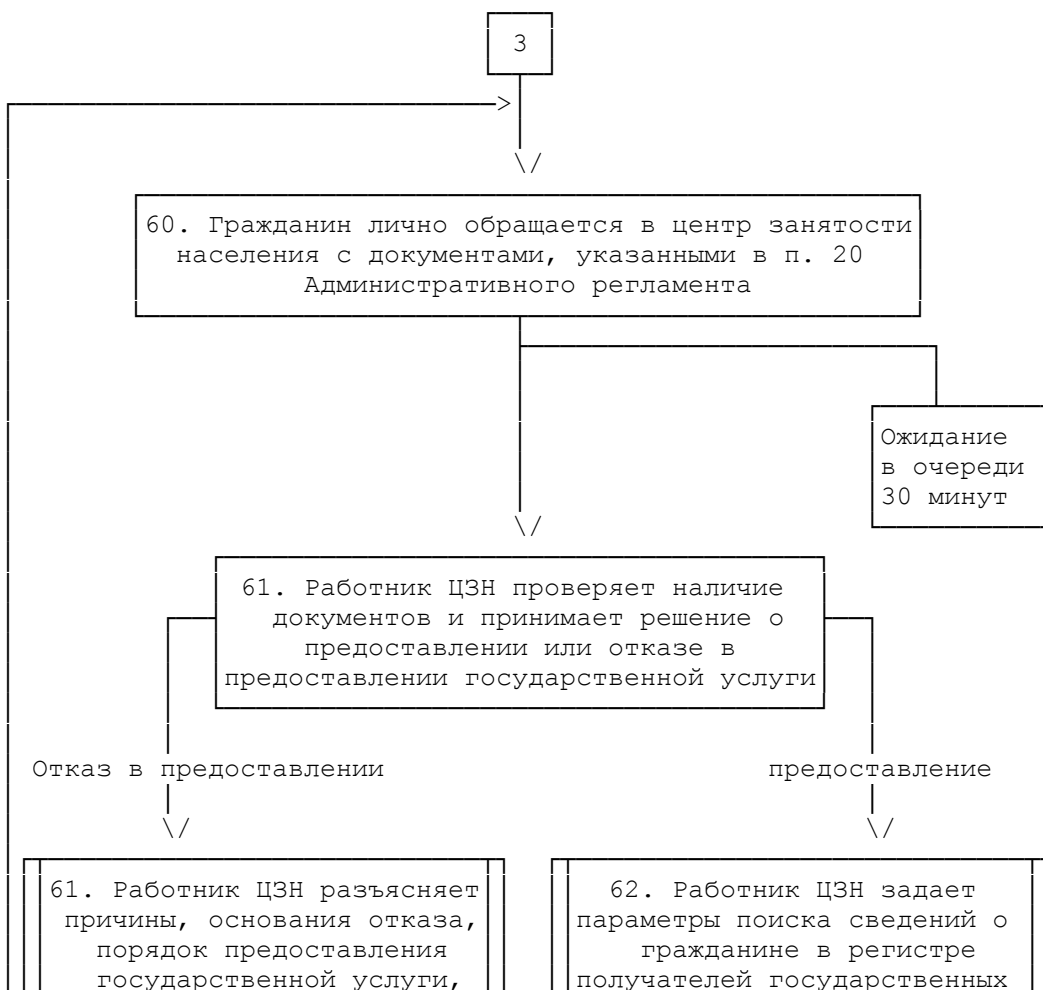 3
60. Гражданин лично обращается в центр занятости
населения с документами, указанными в п. 20
Административного регламента
Ожидание
в очереди
30 минут
61. Работник ЦЗН проверяет наличие
документов и принимает решение о
предоставлении или отказе в
предоставлении государственной услуги
Отказ в предоставлении
предоставление
61. Работник ЦЗН разъясняет
причины, основания отказа,
порядок предоставления
государственной услуги,
62. Работник ЦЗН задает
параметры поиска сведений о
гражданине в регистре
получателей государственных